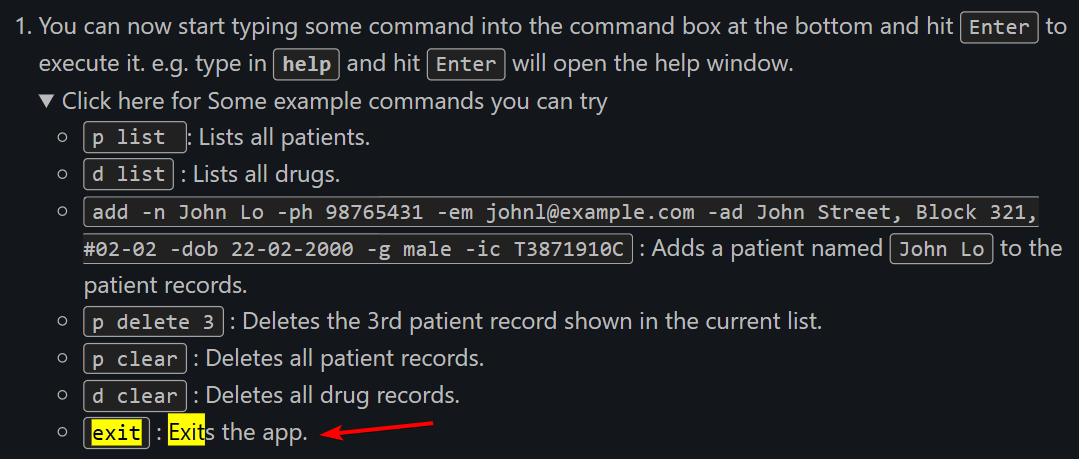 1. You can now start typing some command into the command box at the bottom and hit Enter to
execute it. e.g. type in help and hit Enter will open the help window.
▼ Click here for Some example commands you can try
○ p list : Lists all patients.
○ d list : Lists all drugs.
○ add -n John Lo -ph 98765431 -em johnl@example.com -ad John Street, Block 321,
#02-02 -dob 22-02-2000 -g male -ic T3871910C : Adds a patient named John Lo to the
patient records.
○ p delete 3 : Deletes the 3rd patient record shown in the current list.
○ p clear : Deletes all patient records.
○ d clear : Deletes all drug records.
○ exit : Exits the app.